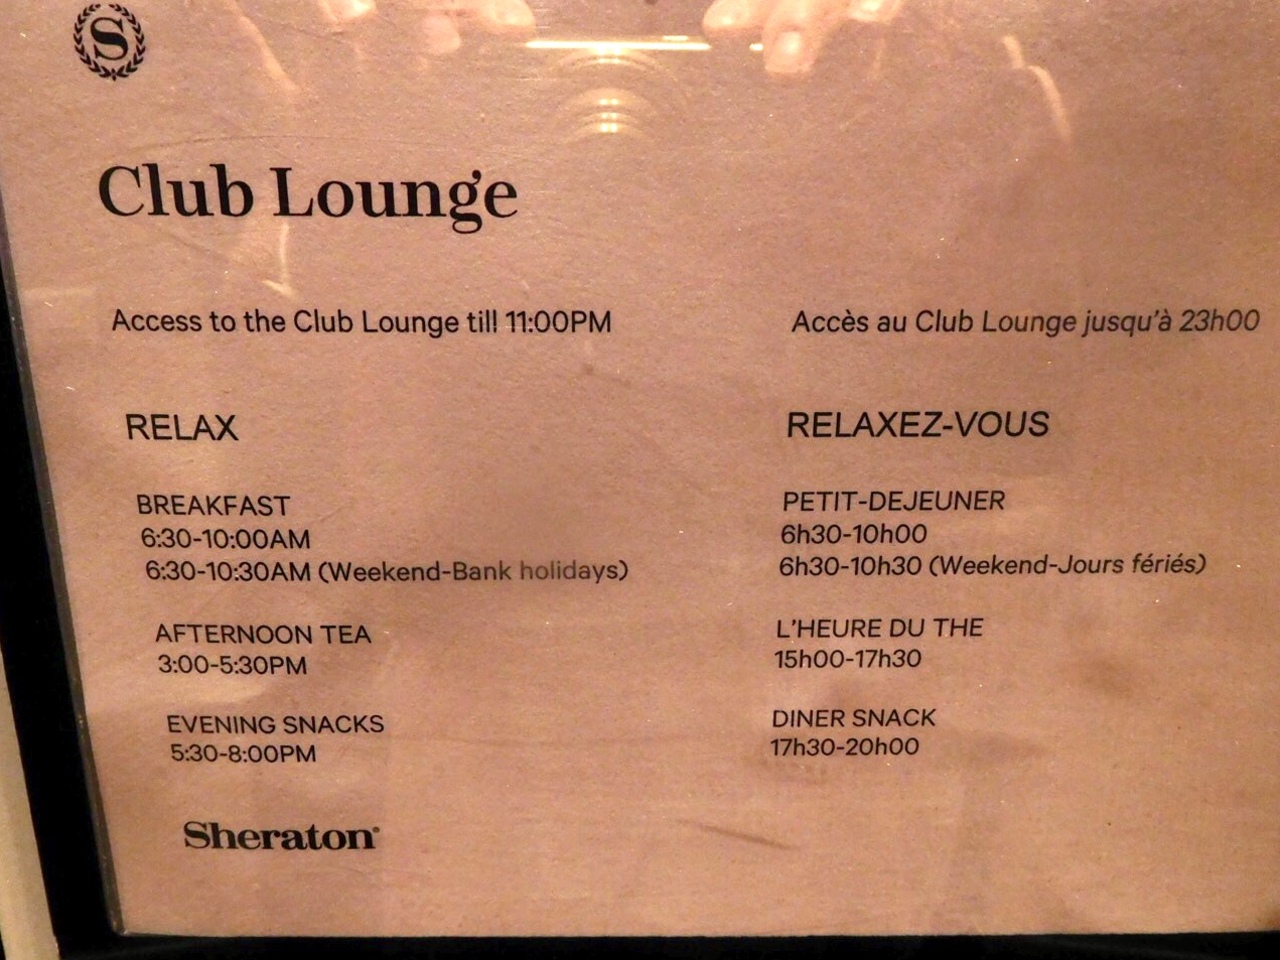 S
Club Lounge
Access to the Club Lounge till 11:00PM
RELAX
BREAKFAST
6:30-10:00AM
6:30-10:30AM (Weekend-Bank holidays)
AFTERNOON TEA
3:00-5:30PM
EVENING SNACKS
5:30-8:00PM
Accès au Club Lounge jusqu'à 23h00
RELAXEZ-VOUS
PETIT-DEJEUNER
6h30-10h00
6h30-10h30 (Weekend-Jours fériés)
L'HEURE DU THE
15h00-17h30
DINER SNACK
17h30-20h00
Sheraton